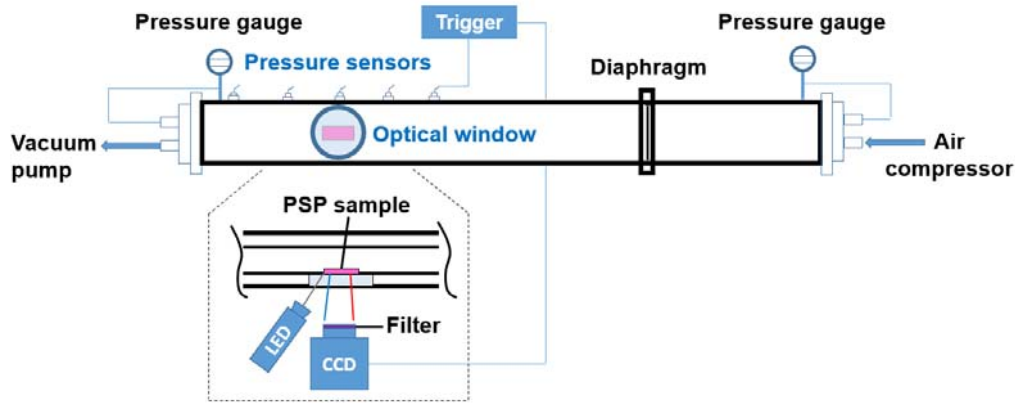 Pressure gauge
Trigger
Pressure gauge
Pressure sensors
Diaphragm
Optical window
Vacuum
pump
Air
compressor
PSP sample
LED
Filter
CCD